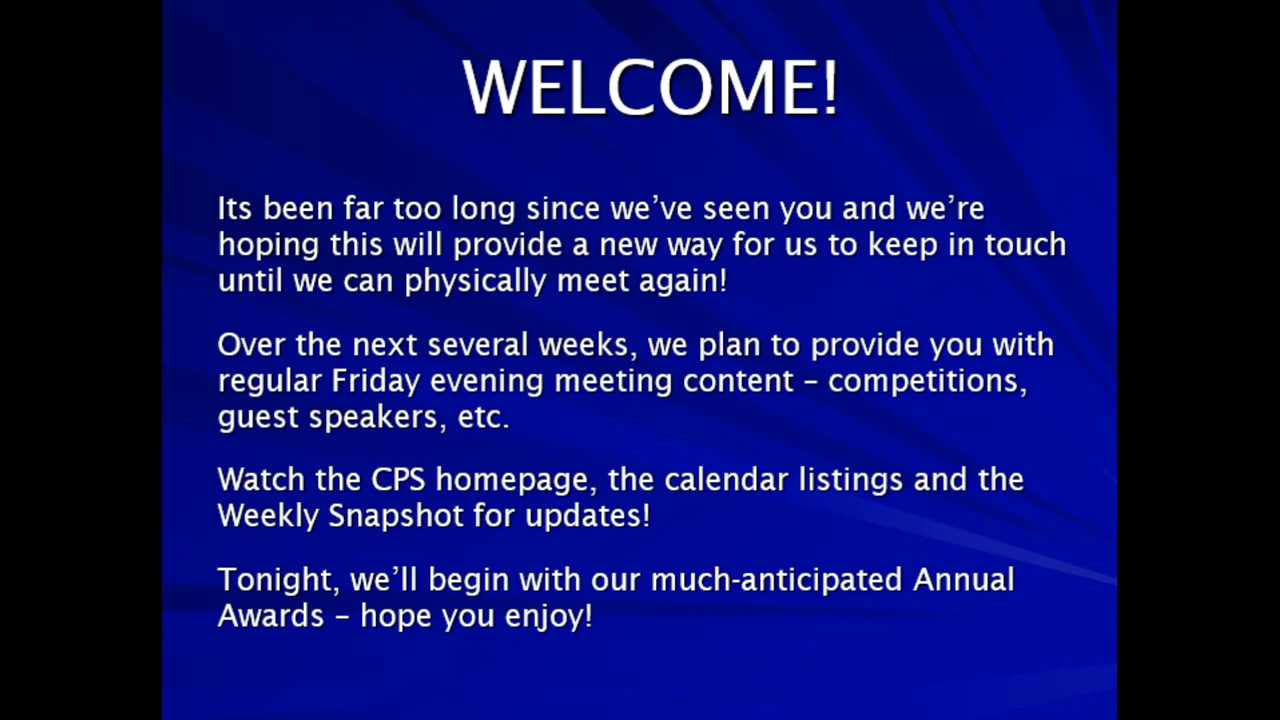 WELCOME!
Its been far too long since we’ve seen you and we’re
hoping this will provide a new way for us to keep in touch
until we can physically meet again!
Over the next several weeks, we plan to provide you with
regular Friday evening meeting content – competitions,
guest speakers, etc.
Watch the CPS homepage, the calendar listings and the
Weekly Snapshot for updates!
Tonight, we’ll begin with our much-anticipated Annual
Awards – hope you enjoy!